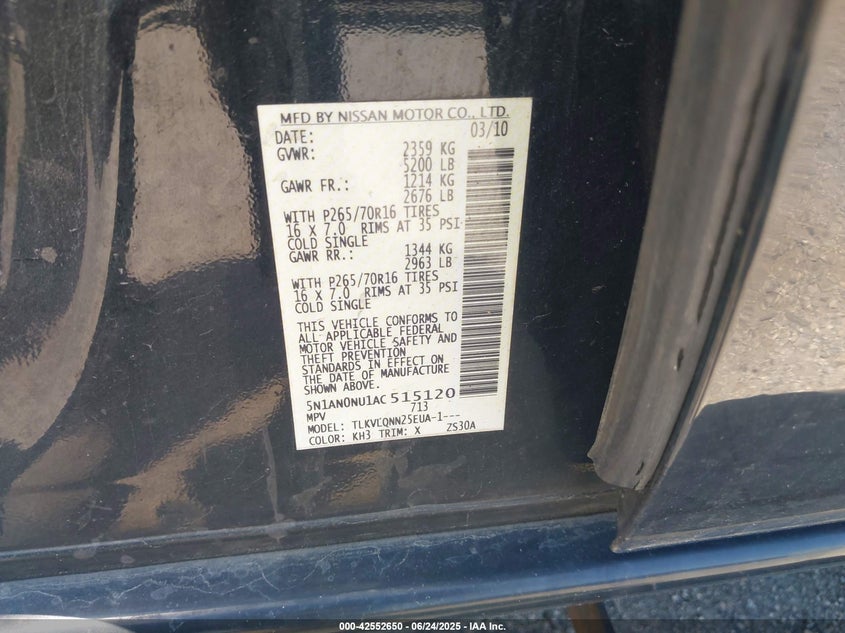 MFD BY NISSAN MOTOR CO., LTD.
DATE: 03/10
GVWR: 2359 KG
5200 LB
GAWR FR.: 1214 KG
2676 LB
WITH P265/70R16 TIRES
16 X 7.0 RIMS AT 35 PSI
COLD SINGLE
GAWR RR.: 1344 KG
2963 LB
WITH P265/70R16 TIRES
16 X 7.0 RIMS AT 35 PSI
COLD SINGLE
THIS VEHICLE CONFORMS TO
ALL APPLICABLE FEDERAL
MOTOR VEHICLE SAFETY AND
THEFT PREVENTION
STANDARDS IN EFFECT ON
THE DATE OF MANUFACTURE
SHOWN ABOVE.
5N1AN0NU1AC515120
MPV 713
MODEL: TLKVLQNN25EUA-1---
COLOR: KH3 TRIM: X ZS30A
000-42552650 - 06/24/2025 - IAA Inc.